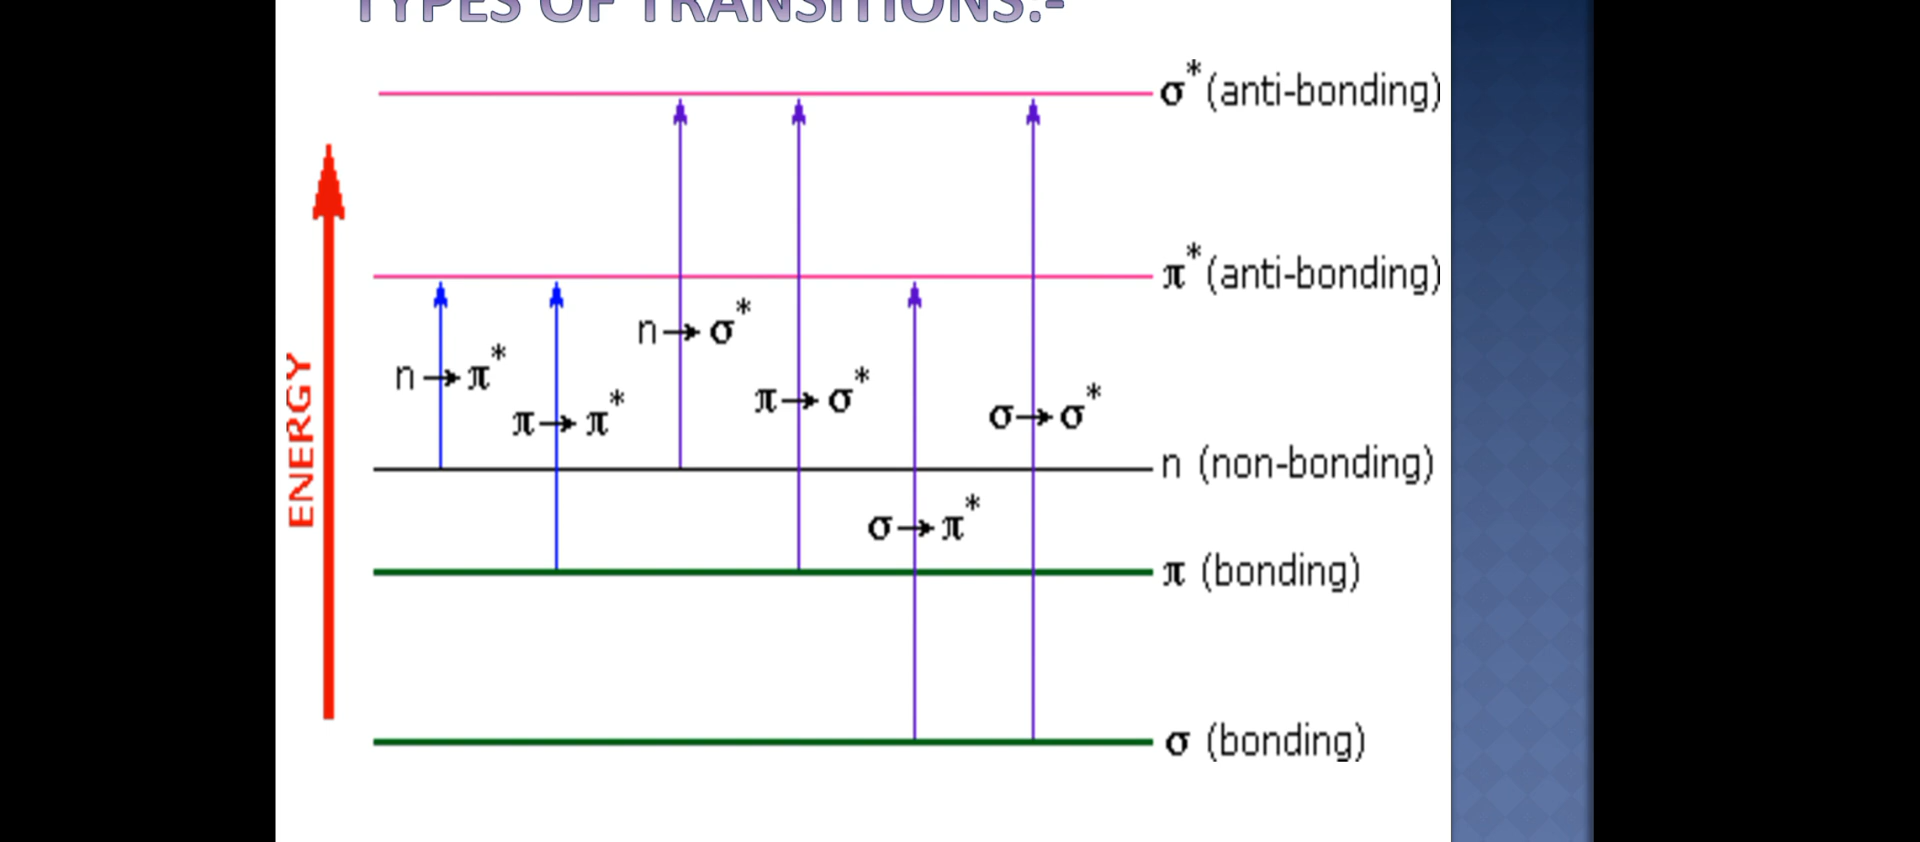 TYPES OF TRANSITIONS:-
σ* (anti-bonding)
π* (anti-bonding)
n → σ*
n → π*
π → σ*
σ → σ*
π → π*
ENERGY
n (non-bonding)
σ → π*
π (bonding)
σ (bonding)